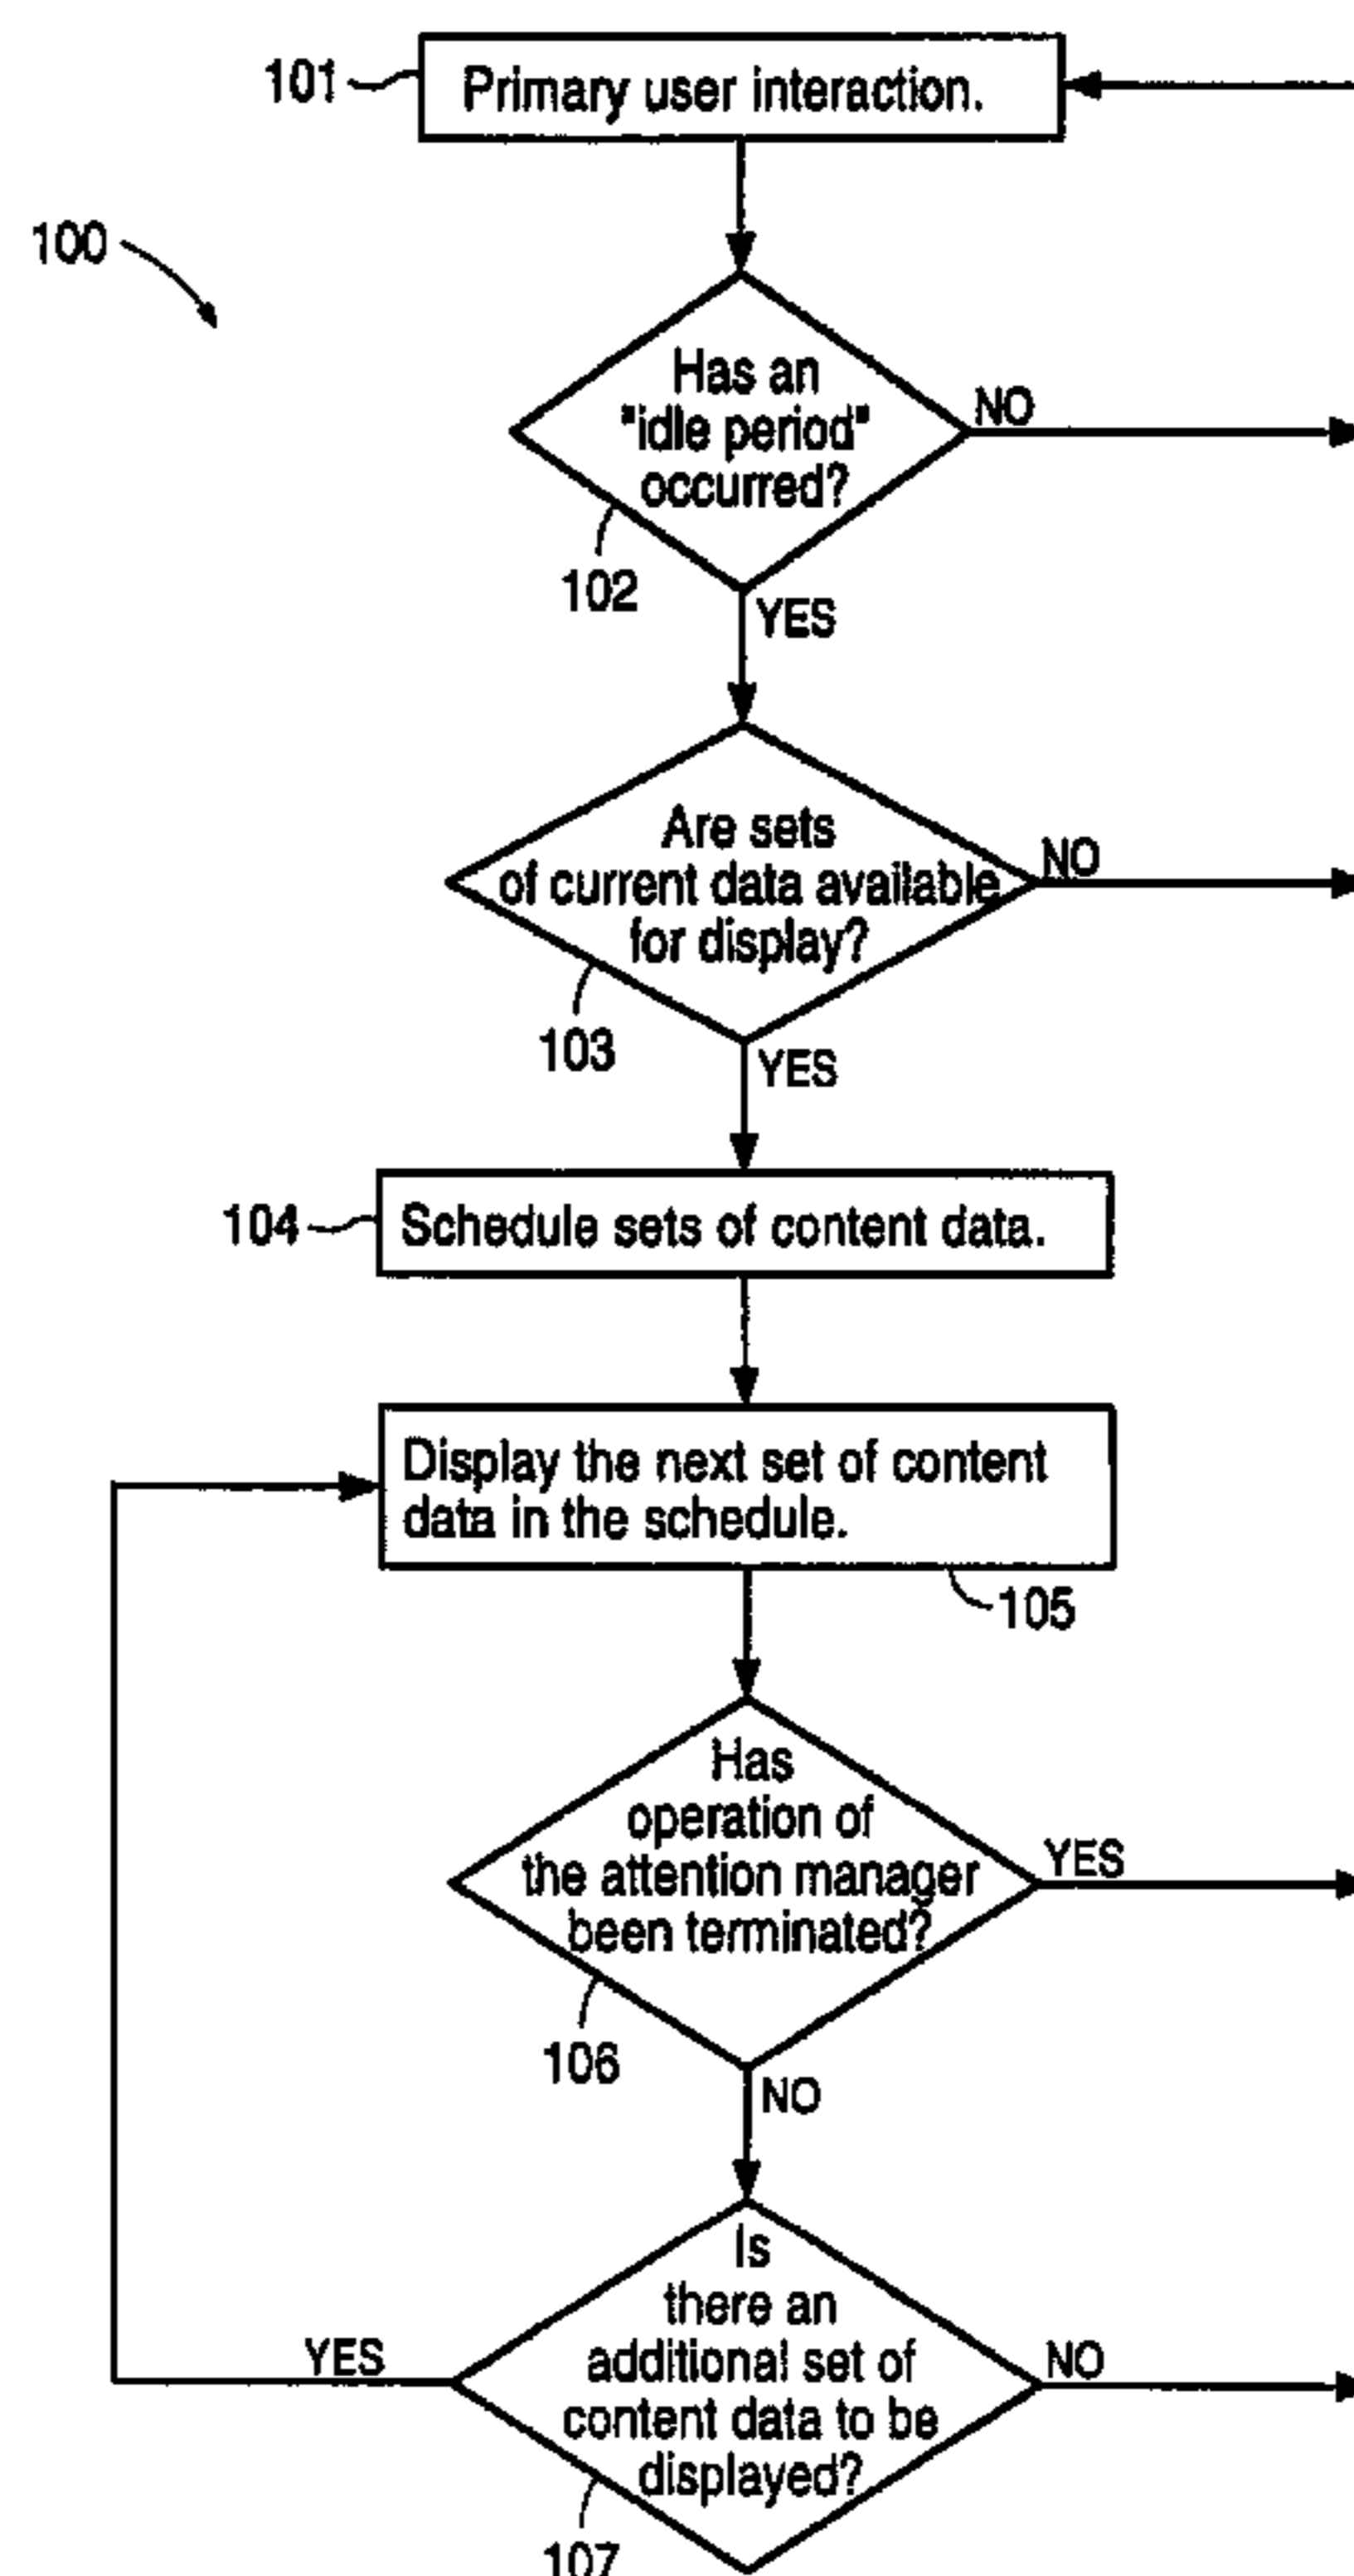 101
Primary user interaction.
100
Has an
"idle period"
occurred?
NO
102
YES
Are sets
of current data available
for display?
NO
103
YES
104
Schedule sets of content data.
Display the next set of content
data in the schedule.
105
Has
operation of
the attention manager
been terminated?
YES
106
NO
Is
there an
additional set of
content data to be
displayed?
YES
NO
107